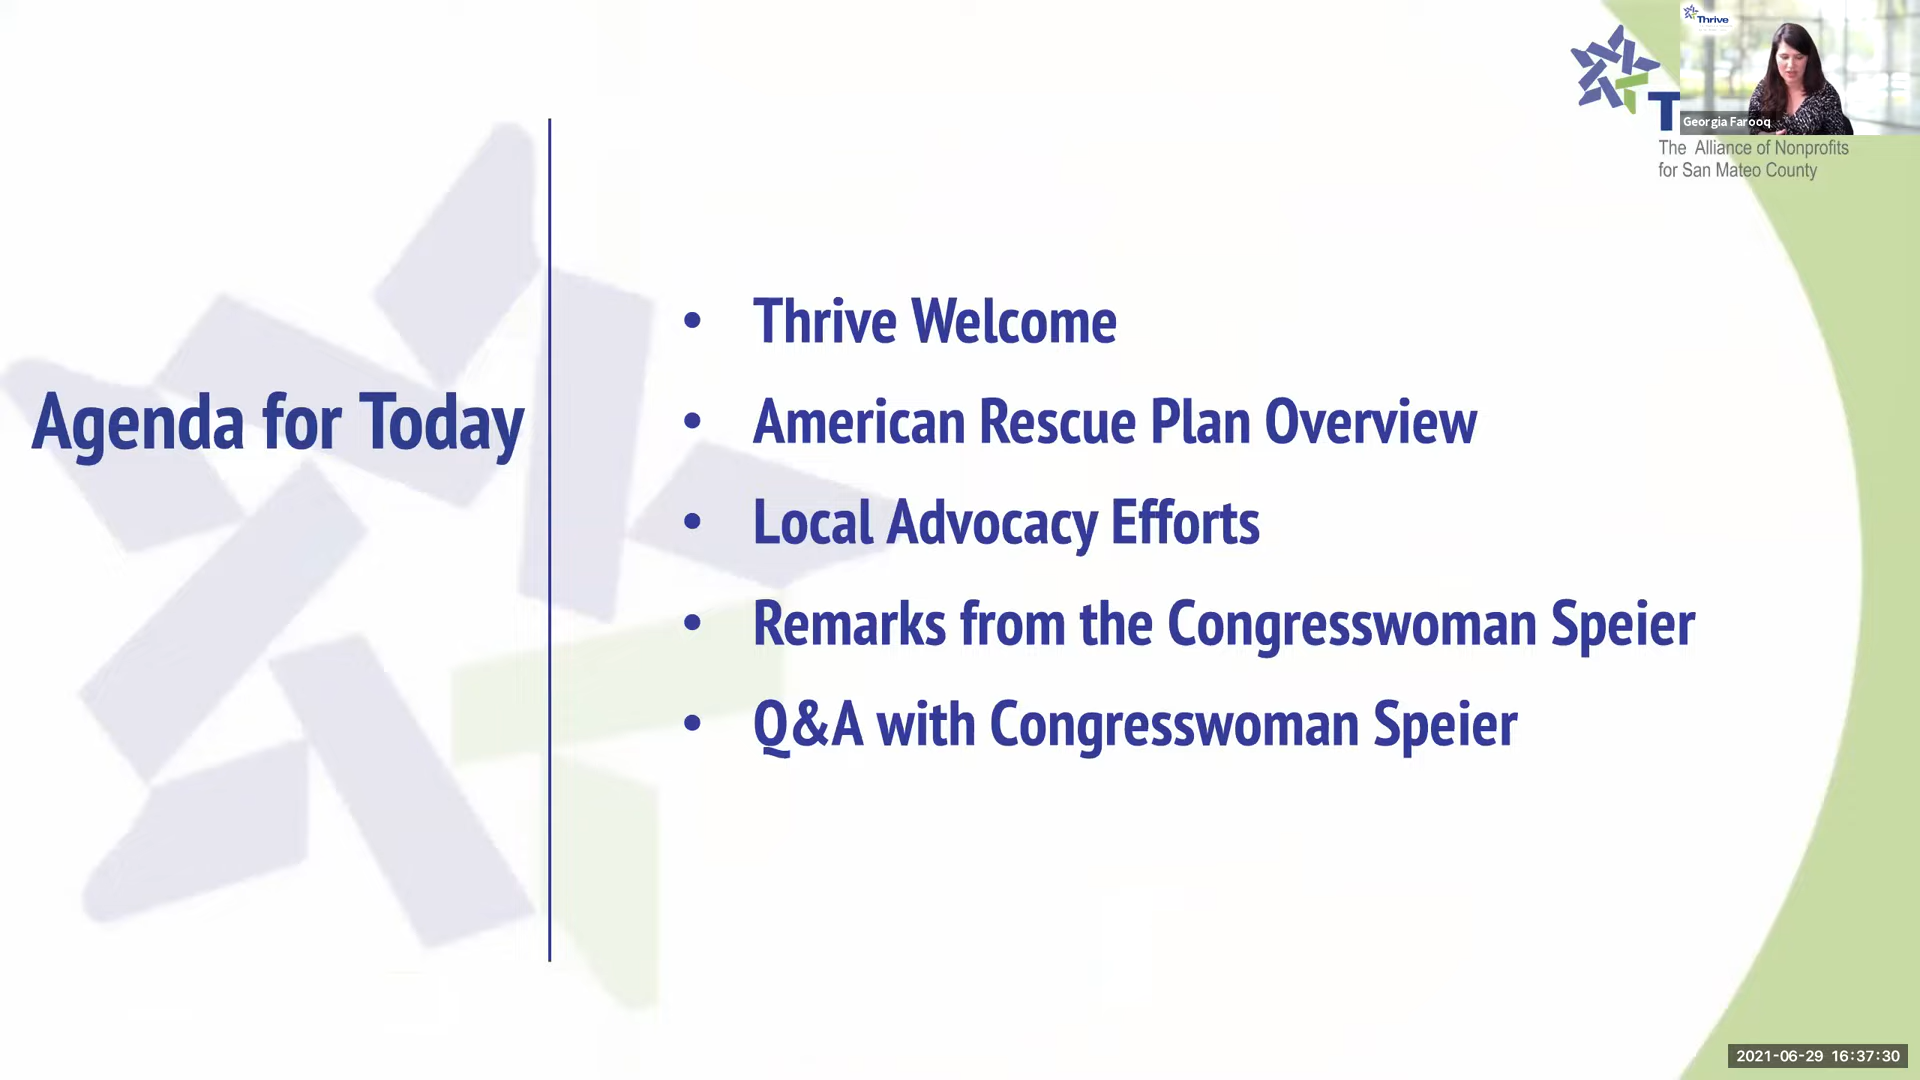 Thrive
Georgia Farooq
T
The Alliance of Nonprofits
for San Mateo County
Agenda for Today
• Thrive Welcome
• American Rescue Plan Overview
• Local Advocacy Efforts
• Remarks from the Congresswoman Speier
• Q&A with Congresswoman Speier
2021-06-29 16:37:30